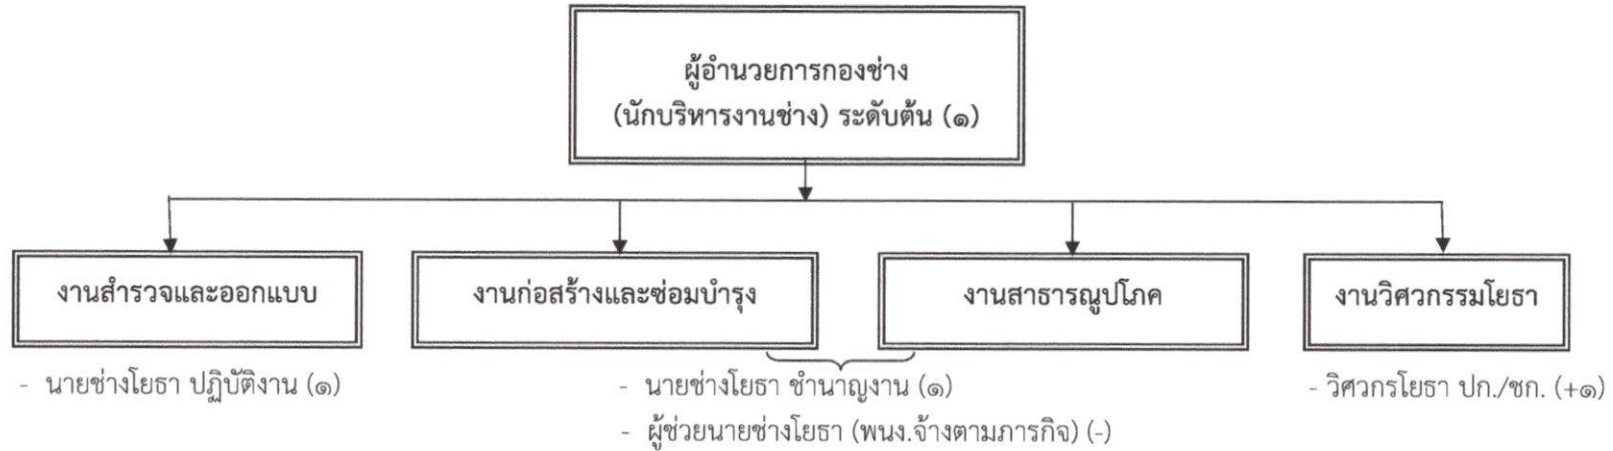 ผู้อำนวยการกองช่าง
(นักบริหารงานช่าง) ระดับต้น (๑)
งานสำรวจและออกแบบ
งานก่อสร้างและซ่อมบำรุง
งานสาธารณูปโภค
งานวิศวกรรมโยธา
- นายช่างโยธา ปฏิบัติงาน (๑)
- นายช่างโยธา ชำนาญงาน (๑)
- ผู้ช่วยนายช่างโยธา (พนง.จ้างตามภารกิจ) (-)
- วิศวกรโยธา ปก./ชก. (+๑)